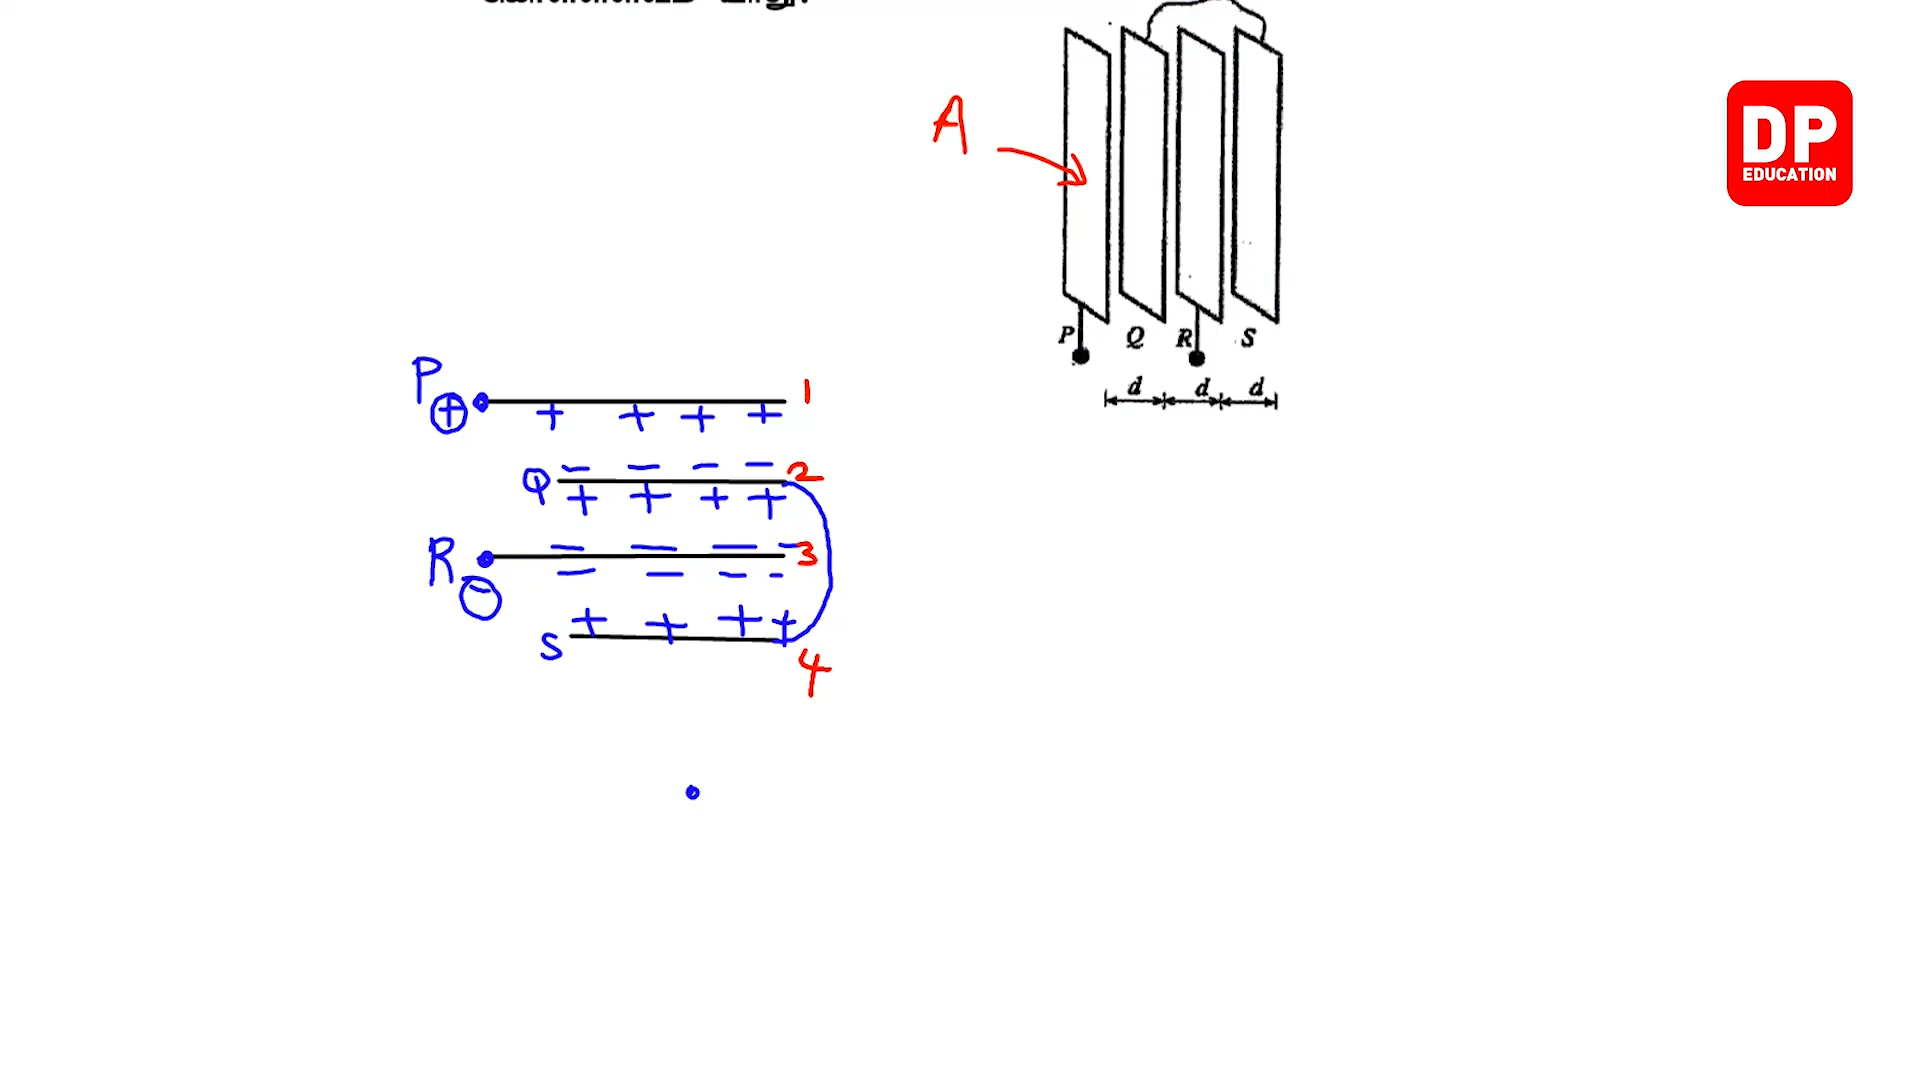 A
DP
EDUCATION
P Q R S
d d d
P 1
+
+ + + +
− − − −
Q 2
+ + + +
R 3
− − − −
− − − −
−
+ + + +
S
4